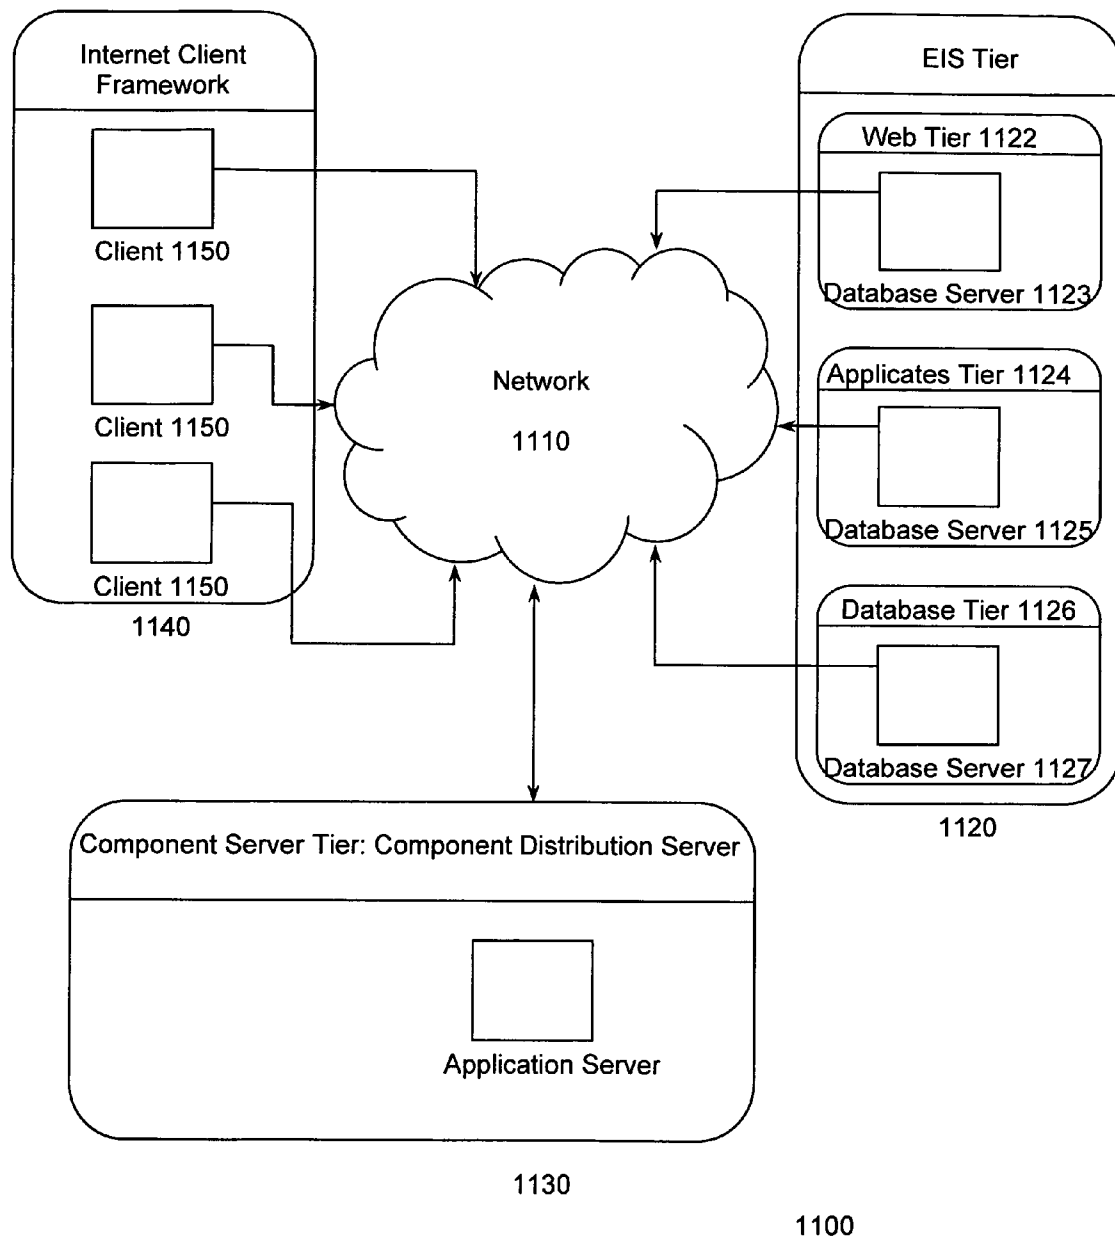 Internet Client
Framework
Client 1150
Client 1150
Client 1150
1140
Network
1110
EIS Tier
Web Tier 1122
Database Server 1123
Applicates Tier 1124
Database Server 1125
Database Tier 1126
Database Server 1127
1120
Component Server Tier: Component Distribution Server
Application Server
1130
1100